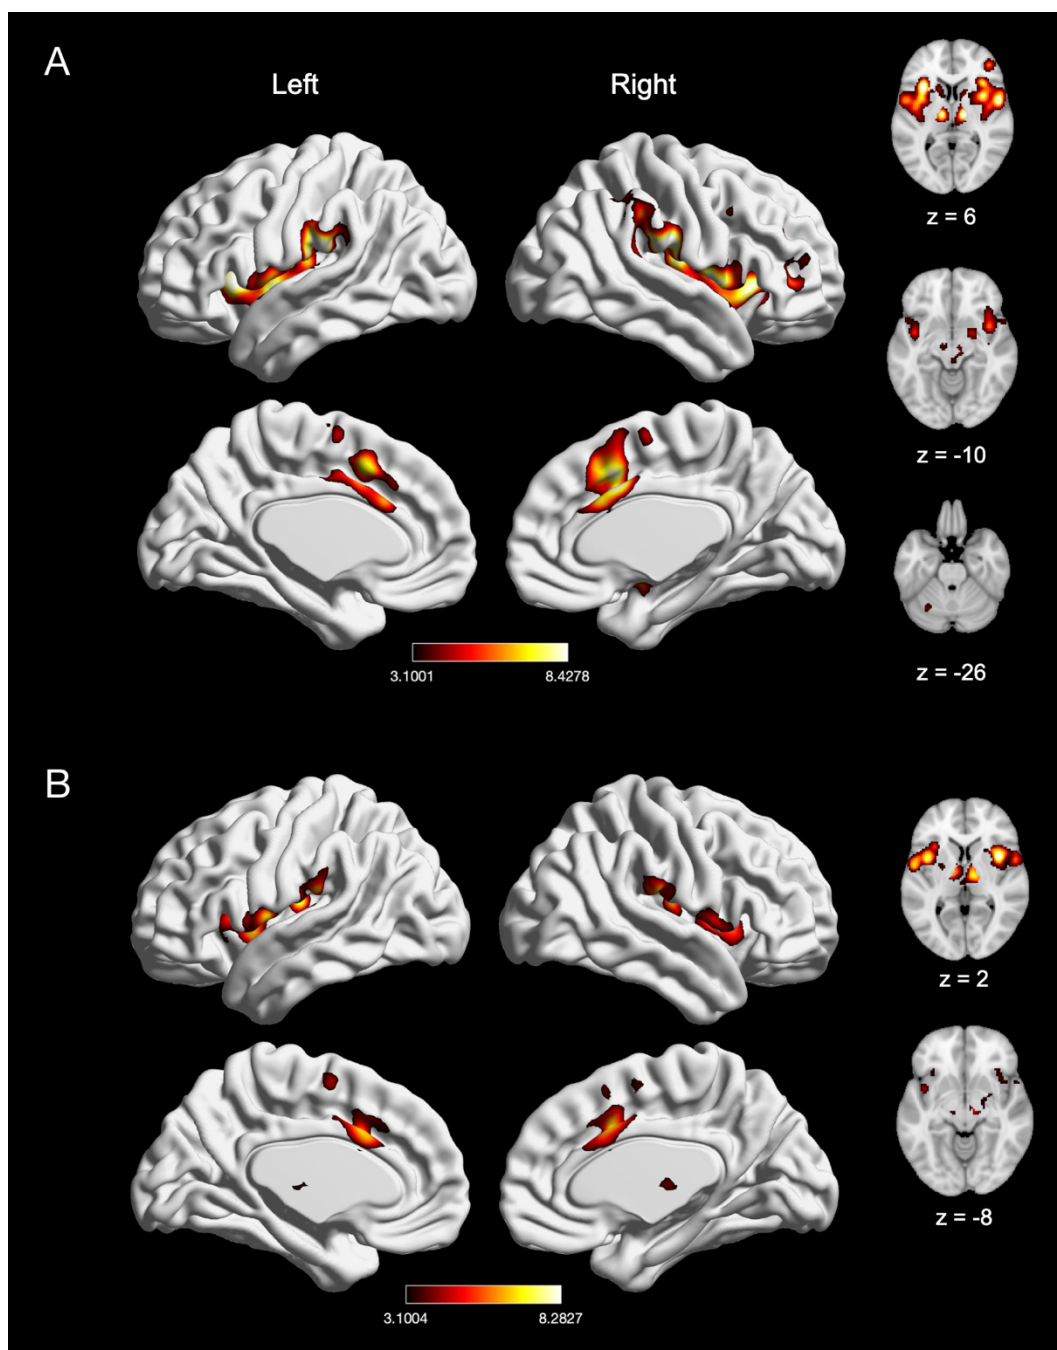 A
Left
Right
z = 6
z = -10
z = -26
3.1001
8.4278
B
z = 2
z = -8
3.1004
8.2827